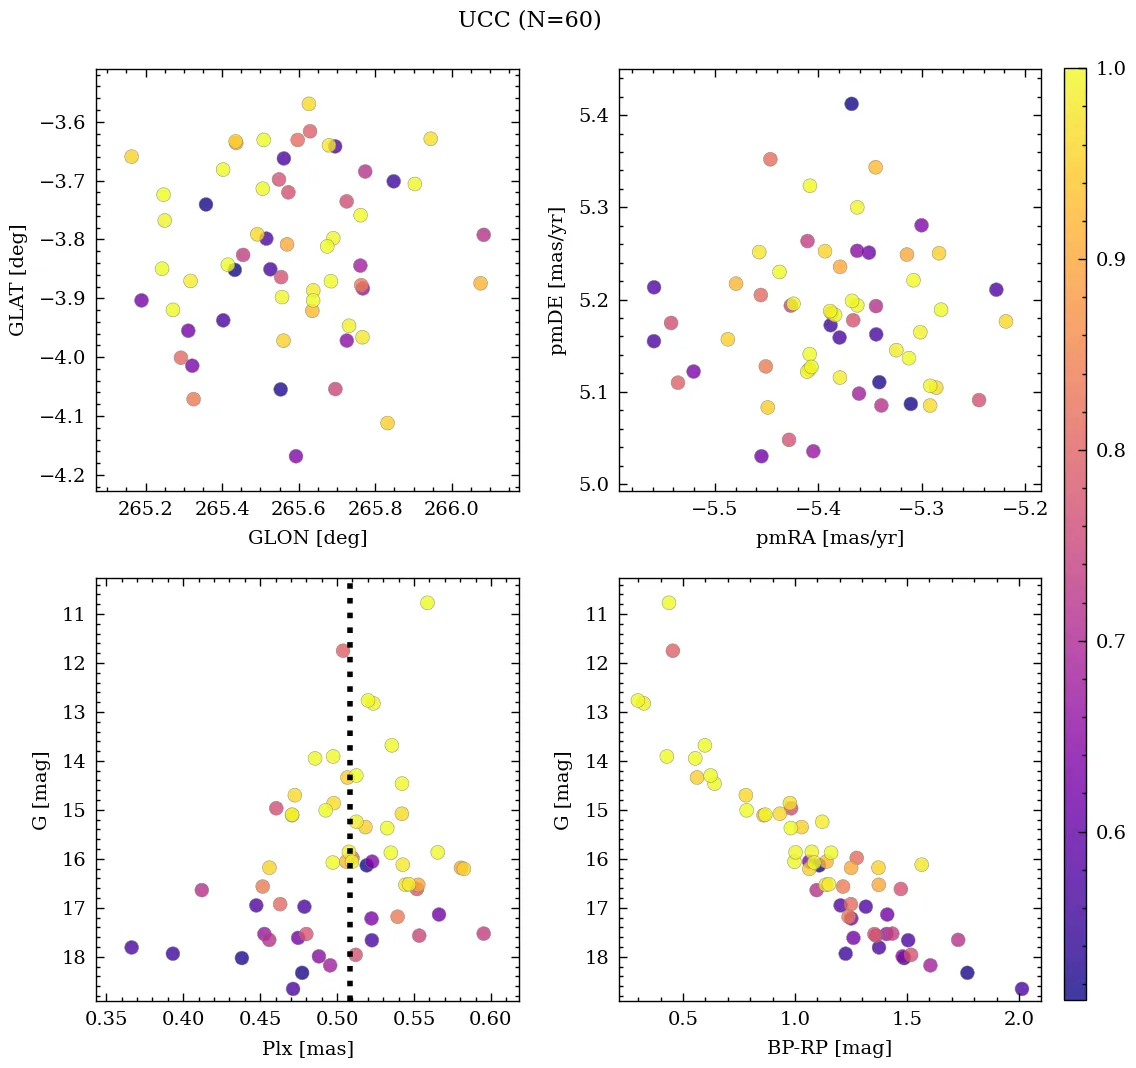 UCC (N=60)
−3.6
−3.7
−3.8
−3.9
−4.0
−4.1
−4.2
GLAT [deg]
265.2 265.4 265.6 265.8 266.0
GLON [deg]
5.4
5.3
5.2
5.1
5.0
pmDE [mas/yr]
−5.5 −5.4 −5.3 −5.2
pmRA [mas/yr]
11
12
13
14
15
16
17
18
G [mag]
0.35 0.40 0.45 0.50 0.55 0.60
Plx [mas]
11
12
13
14
15
16
17
18
G [mag]
0.5 1.0 1.5 2.0
BP-RP [mag]
1.0
0.9
0.8
0.7
0.6